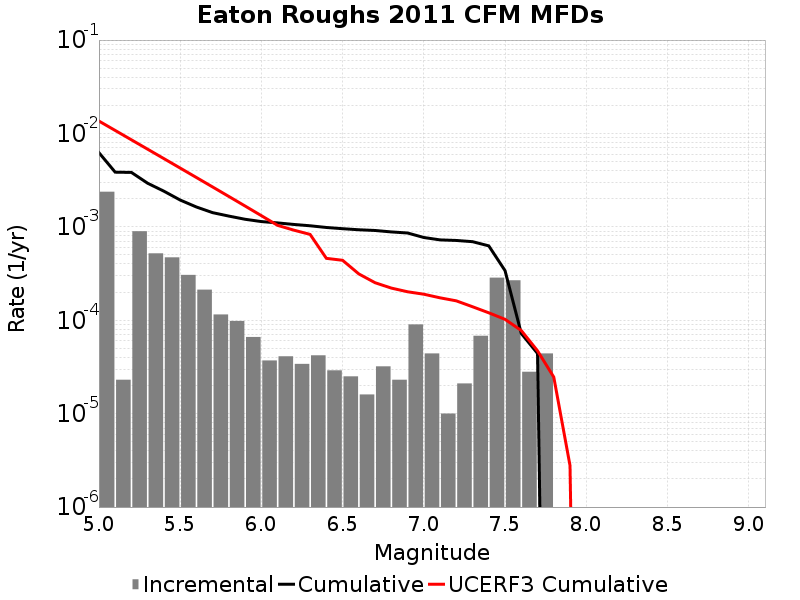 Eaton Roughs 2011 CFM MFDs
10-1
10-2
10-3
10-4
10-5
10-6
Rate (1/yr)
5.0 5.5 6.0 6.5 7.0 7.5 8.0 8.5 9.0
Magnitude
Incremental Cumulative UCERF3 Cumulative